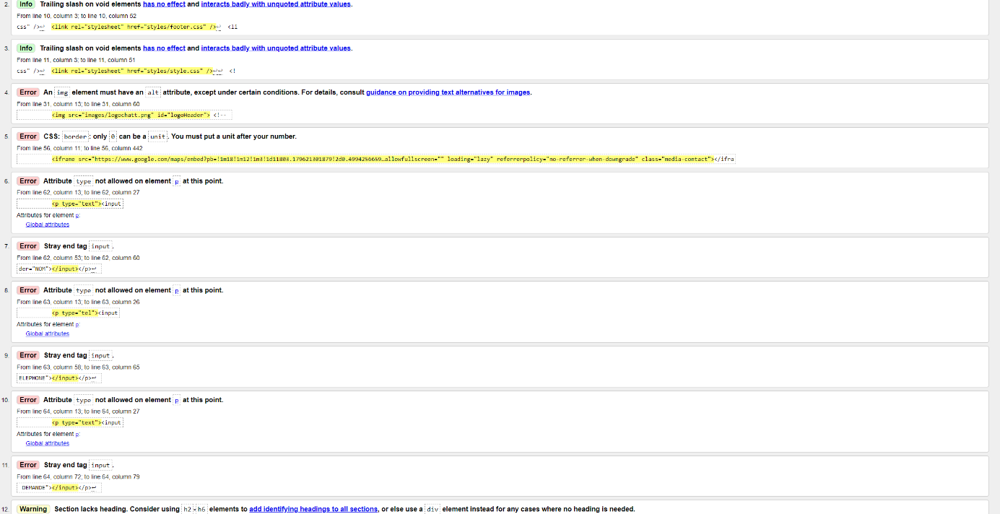 2. Info Trailing slash on void elements has no effect and interacts badly with unquoted attribute values.
From line 10, column 3; to line 10, column 52
css" />↩ <link rel="stylesheet" href="styles/footer.css" />↩ <li
3. Info Trailing slash on void elements has no effect and interacts badly with unquoted attribute values.
From line 11, column 3; to line 11, column 51
css" />↩ <link rel="stylesheet" href="styles/style.css" />↩↩ <!
4. Error An img element must have an alt attribute, except under certain conditions. For details, consult guidance on providing text alternatives for images.
From line 31, column 13; to line 31, column 60
<img src="images/logochatt.png" id="logoHeader"> <!--
5. Error CSS: border: only 0 can be a unit. You must put a unit after your number.
From line 56, column 11; to line 56, column 442
<iframe src="https://www.google.com/maps/embed?pb=!1m18!1m12!1m3!1d11803.179621301879!2d0.4994256659…allowfullscreen="" loading="lazy" referrerpolicy="no-referrer-when-downgrade" class="media-contact"></ifra
6. Error Attribute type not allowed on element p at this point.
From line 62, column 13; to line 62, column 27
<p type="text"><input
Attributes for element p:
Global attributes
7. Error Stray end tag input.
From line 62, column 53; to line 62, column 60
der="NOM"></input></p>↩
8. Error Attribute type not allowed on element p at this point.
From line 63, column 13; to line 63, column 26
<p type="tel"><input
Attributes for element p:
Global attributes
9. Error Stray end tag input.
From line 63, column 58; to line 63, column 65
ELEPHONE"></input></p>↩
10. Error Attribute type not allowed on element p at this point.
From line 64, column 13; to line 64, column 27
<p type="text"><input
Attributes for element p:
Global attributes
11. Error Stray end tag input.
From line 64, column 72; to line 64, column 79
DEMANDE"></input></p>↩
12. Warning Section lacks heading. Consider using h2-h6 elements to add identifying headings to all sections, or else use a div element instead for any cases where no heading is needed.